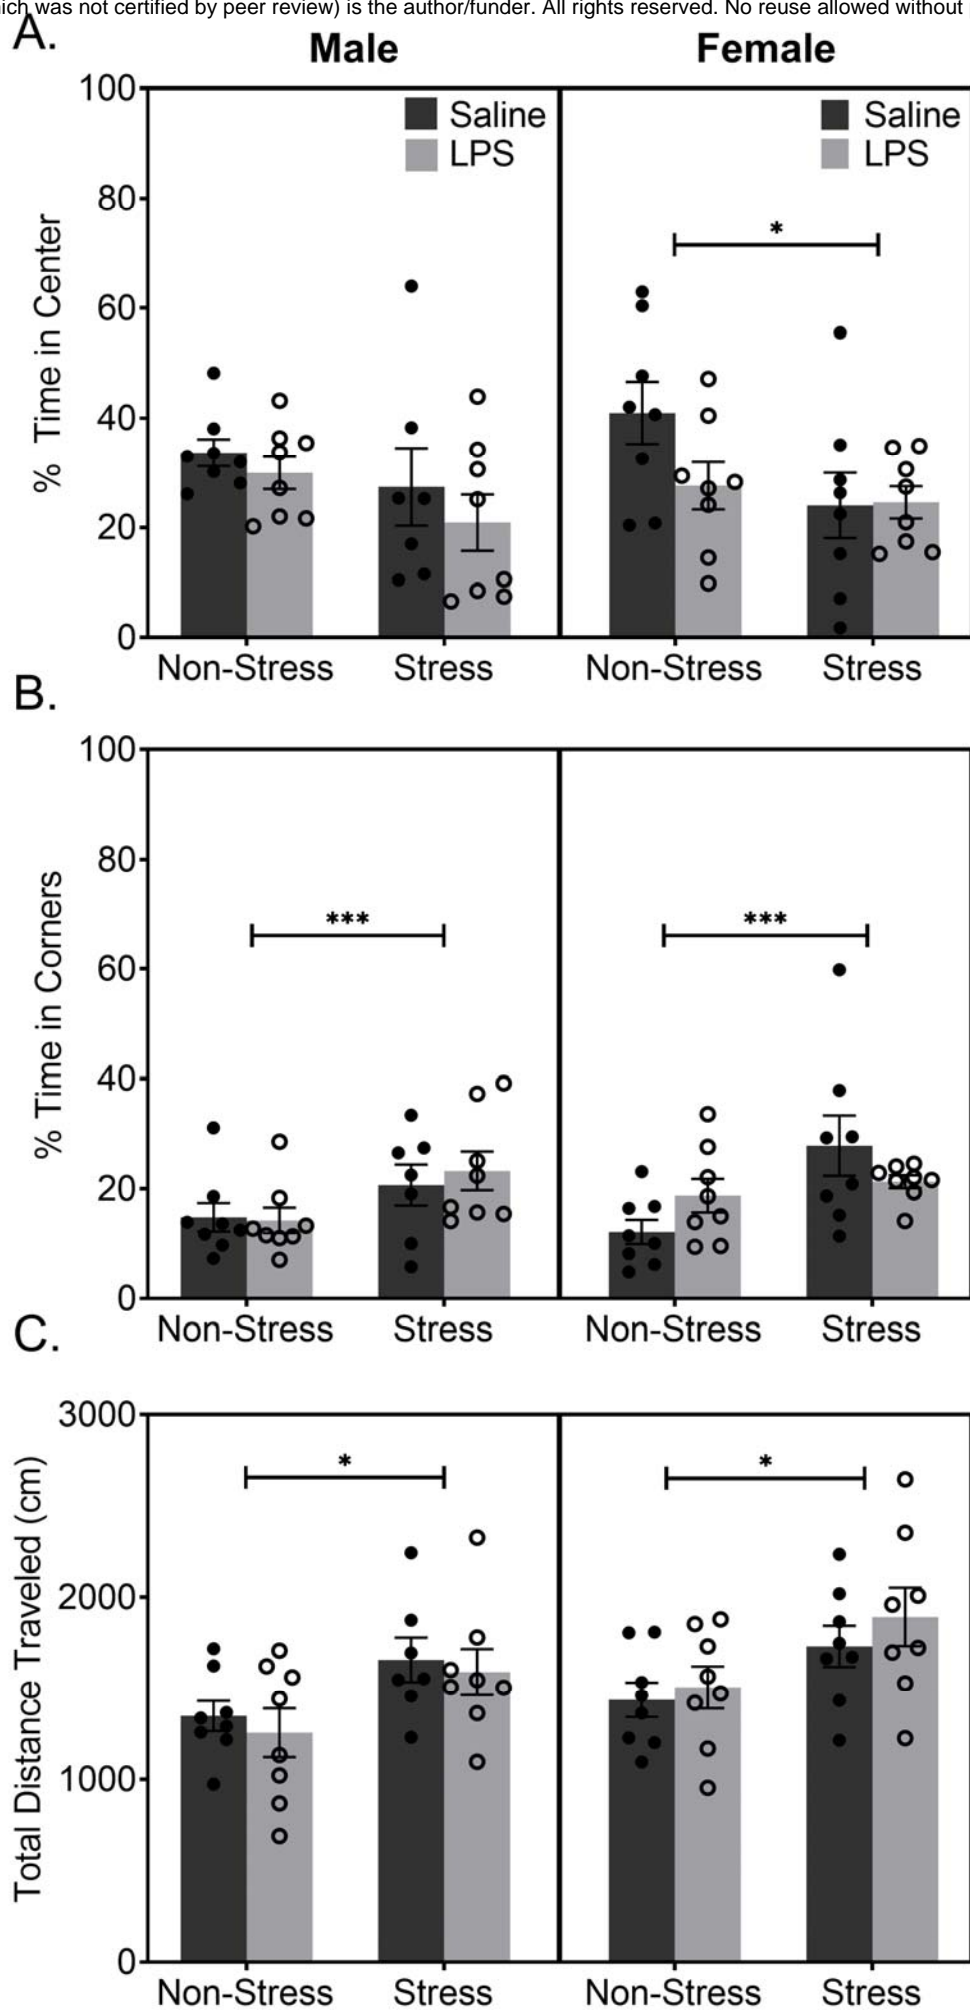 hich was not certified by peer review) is the author/funder. All rights reserved. No reuse allowed without
A.
Male Female
100
80
60
40
20
0
% Time in Center
Saline
LPS
Saline
LPS
*
Non-Stress Stress Non-Stress Stress
B.
100
80
60
40
20
0
% Time in Corners
*** ***
Non-Stress Stress Non-Stress Stress
C.
3000
2000
1000
0
Total Distance Traveled (cm)
* *
Non-Stress Stress Non-Stress Stress